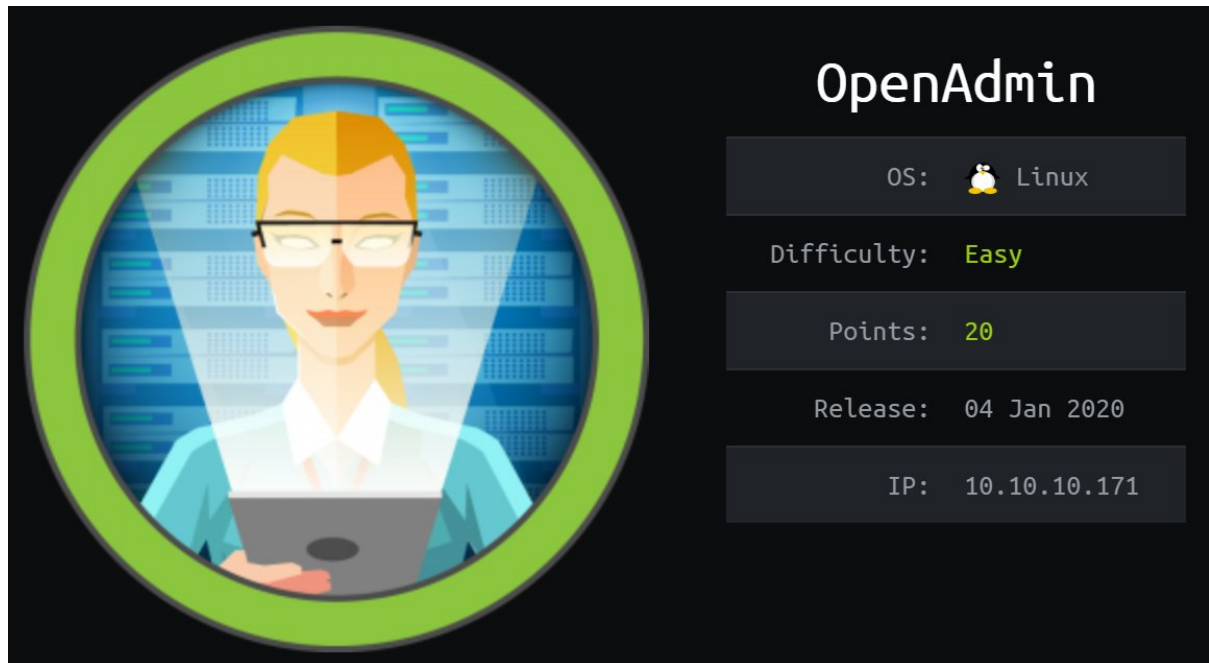 OpenAdmin
OS: Linux
Difficulty: Easy
Points: 20
Release: 04 Jan 2020
IP: 10.10.10.171